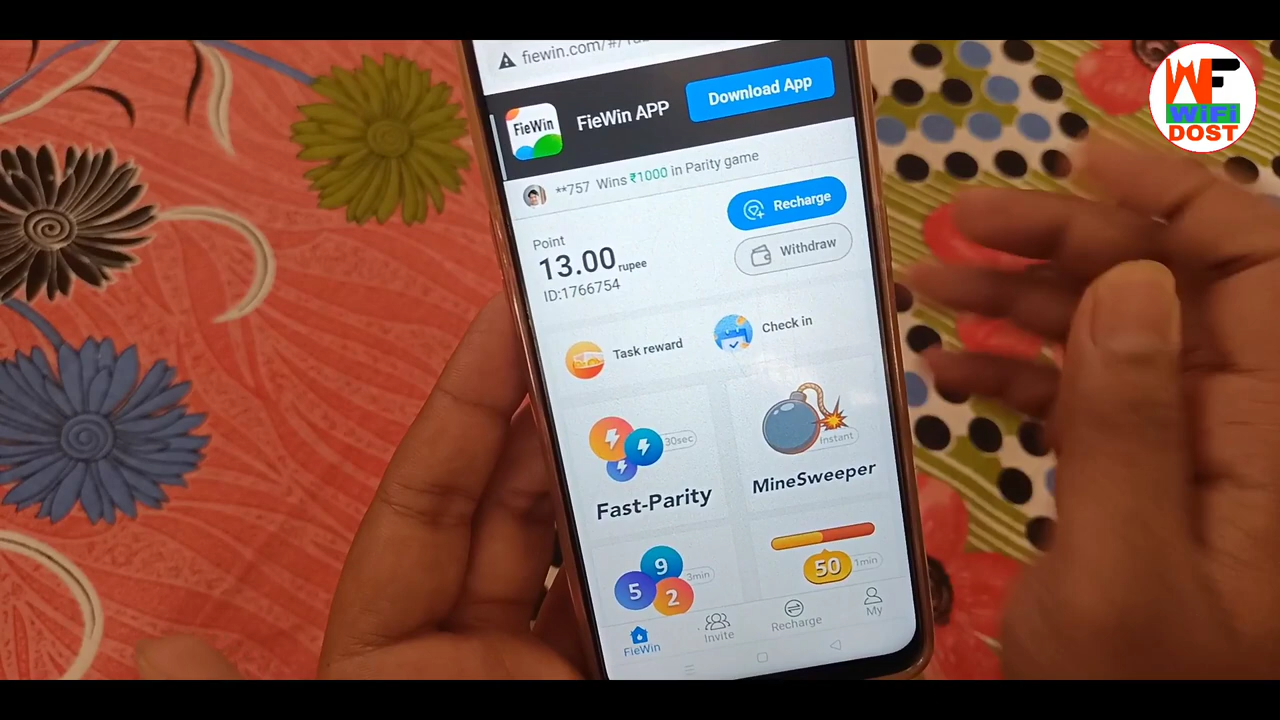 fiewin.com/#/
FieWin
FieWin APP
Download App
**757 Wins ₹1000 in Parity game
Point
13.00 rupee
ID:1766754
Recharge
Withdraw
Task reward
Check in
30sec
Fast-Parity
Instant
MineSweeper
9
5
2
3min
50
1min
FieWin
Invite
Recharge
My
WF
WiFi
DOST